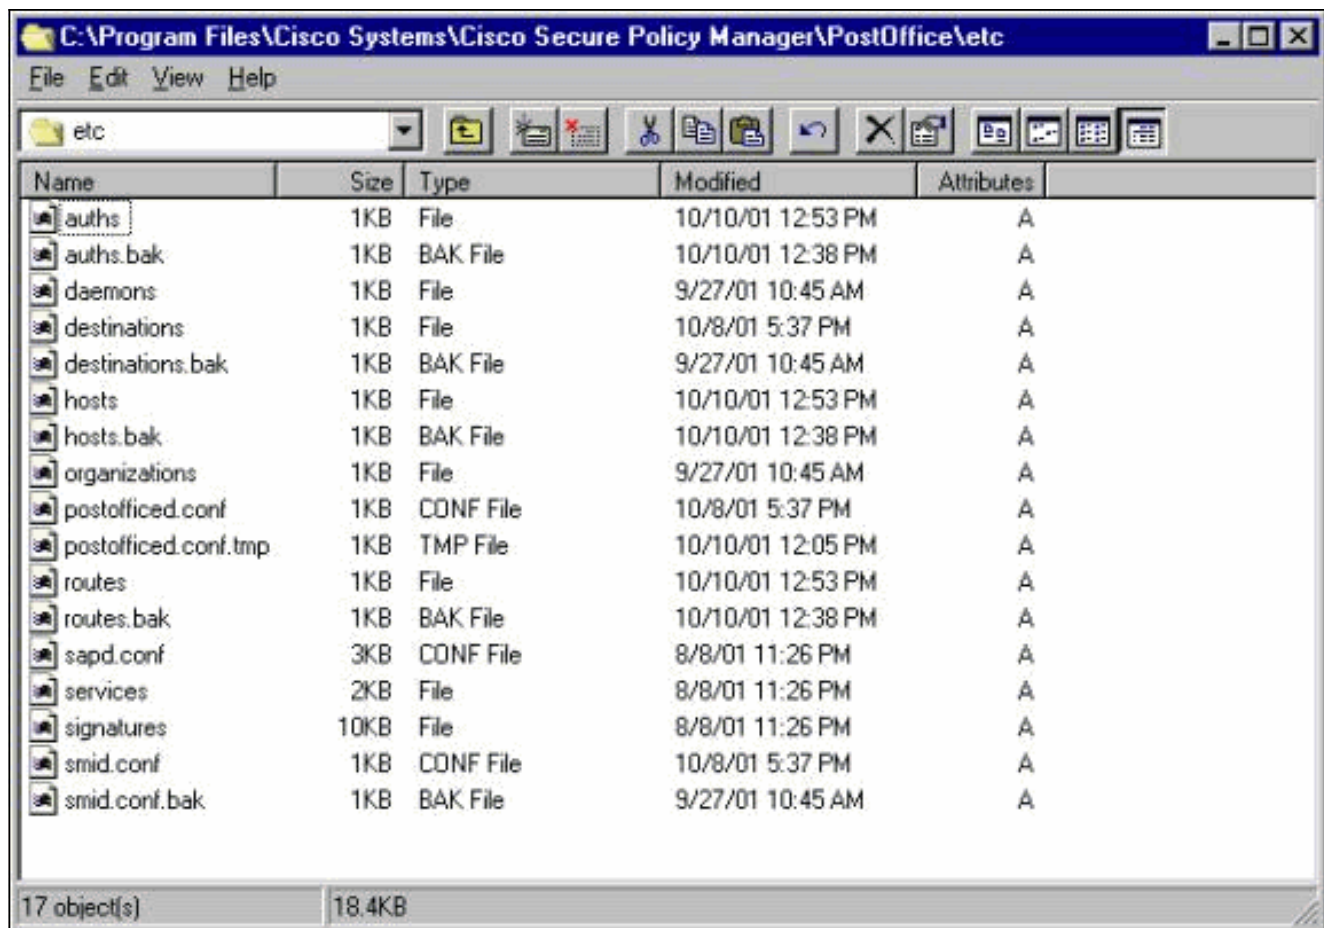 C:\Program Files\Cisco Systems\Cisco Secure Policy Manager\PostOffice\etc
File Edit View Help
etc
Name Size Type Modified Attributes
auths 1KB File 10/10/01 12:53 PM A
auths.bak 1KB BAK File 10/10/01 12:38 PM A
daemons 1KB File 9/27/01 10:45 AM A
destinations 1KB File 10/8/01 5:37 PM A
destinations.bak 1KB BAK File 9/27/01 10:45 AM A
hosts 1KB File 10/10/01 12:53 PM A
hosts.bak 1KB BAK File 10/10/01 12:38 PM A
organizations 1KB File 9/27/01 10:45 AM A
postofficed.conf 1KB CONF File 10/8/01 5:37 PM A
postofficed.conf.tmp 1KB TMP File 10/10/01 12:05 PM A
routes 1KB File 10/10/01 12:53 PM A
routes.bak 1KB BAK File 10/10/01 12:38 PM A
sapd.conf 3KB CONF File 8/8/01 11:26 PM A
services 2KB File 8/8/01 11:26 PM A
signatures 10KB File 8/8/01 11:26 PM A
smid.conf 1KB CONF File 10/8/01 5:37 PM A
smid.conf.bak 1KB BAK File 9/27/01 10:45 AM A
17 object(s) 18.4KB